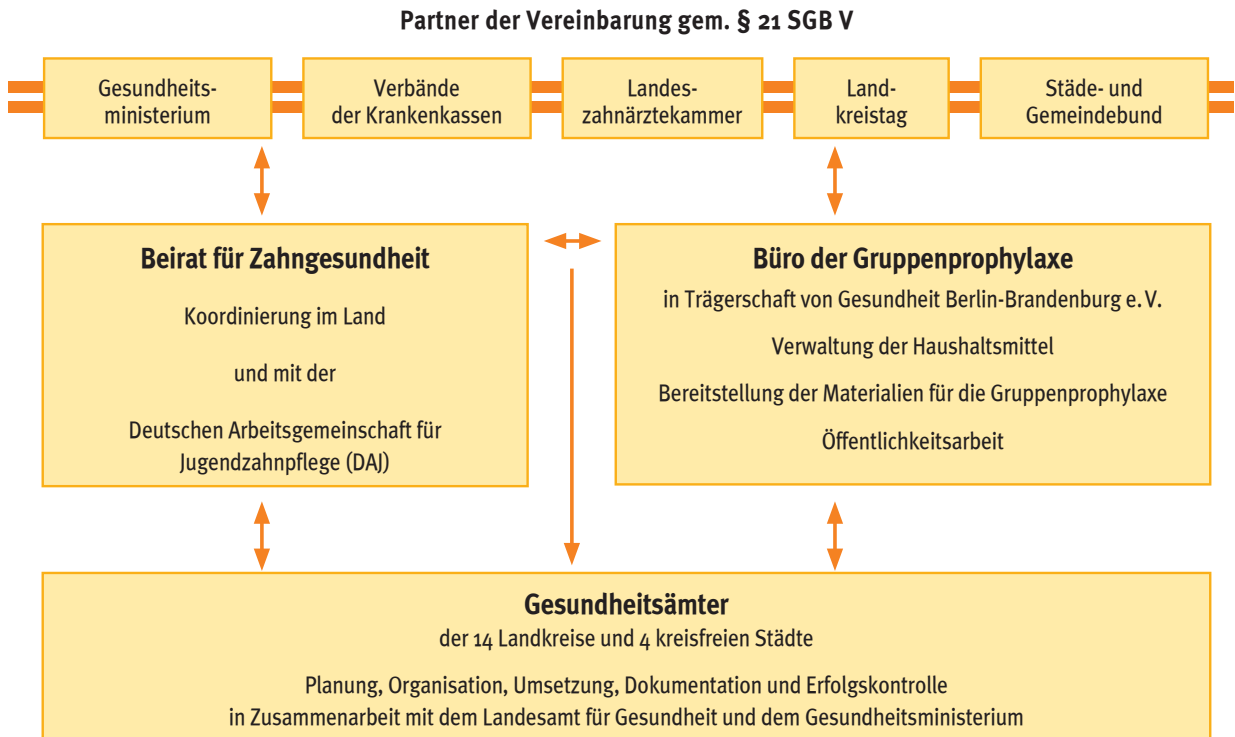 Partner der Vereinbarung gem. § 21 SGB V
Gesundheits-
ministerium
Verbände
der Krankenkassen
Landes-
zahnärztekammer
Land-
kreistag
Städe- und
Gemeindebund
Beirat für Zahngesundheit
Koordinierung im Land
und mit der
Deutschen Arbeitsgemeinschaft für
Jugendzahnpflege (DAJ)
Büro der Gruppenprophylaxe
in Trägerschaft von Gesundheit Berlin-Brandenburg e. V.
Verwaltung der Haushaltsmittel
Bereitstellung der Materialien für die Gruppenprophylaxe
Öffentlichkeitsarbeit
Gesundheitsämter
der 14 Landkreise und 4 kreisfreien Städte
Planung, Organisation, Umsetzung, Dokumentation und Erfolgskontrolle
in Zusammenarbeit mit dem Landesamt für Gesundheit und dem Gesundheitsministerium